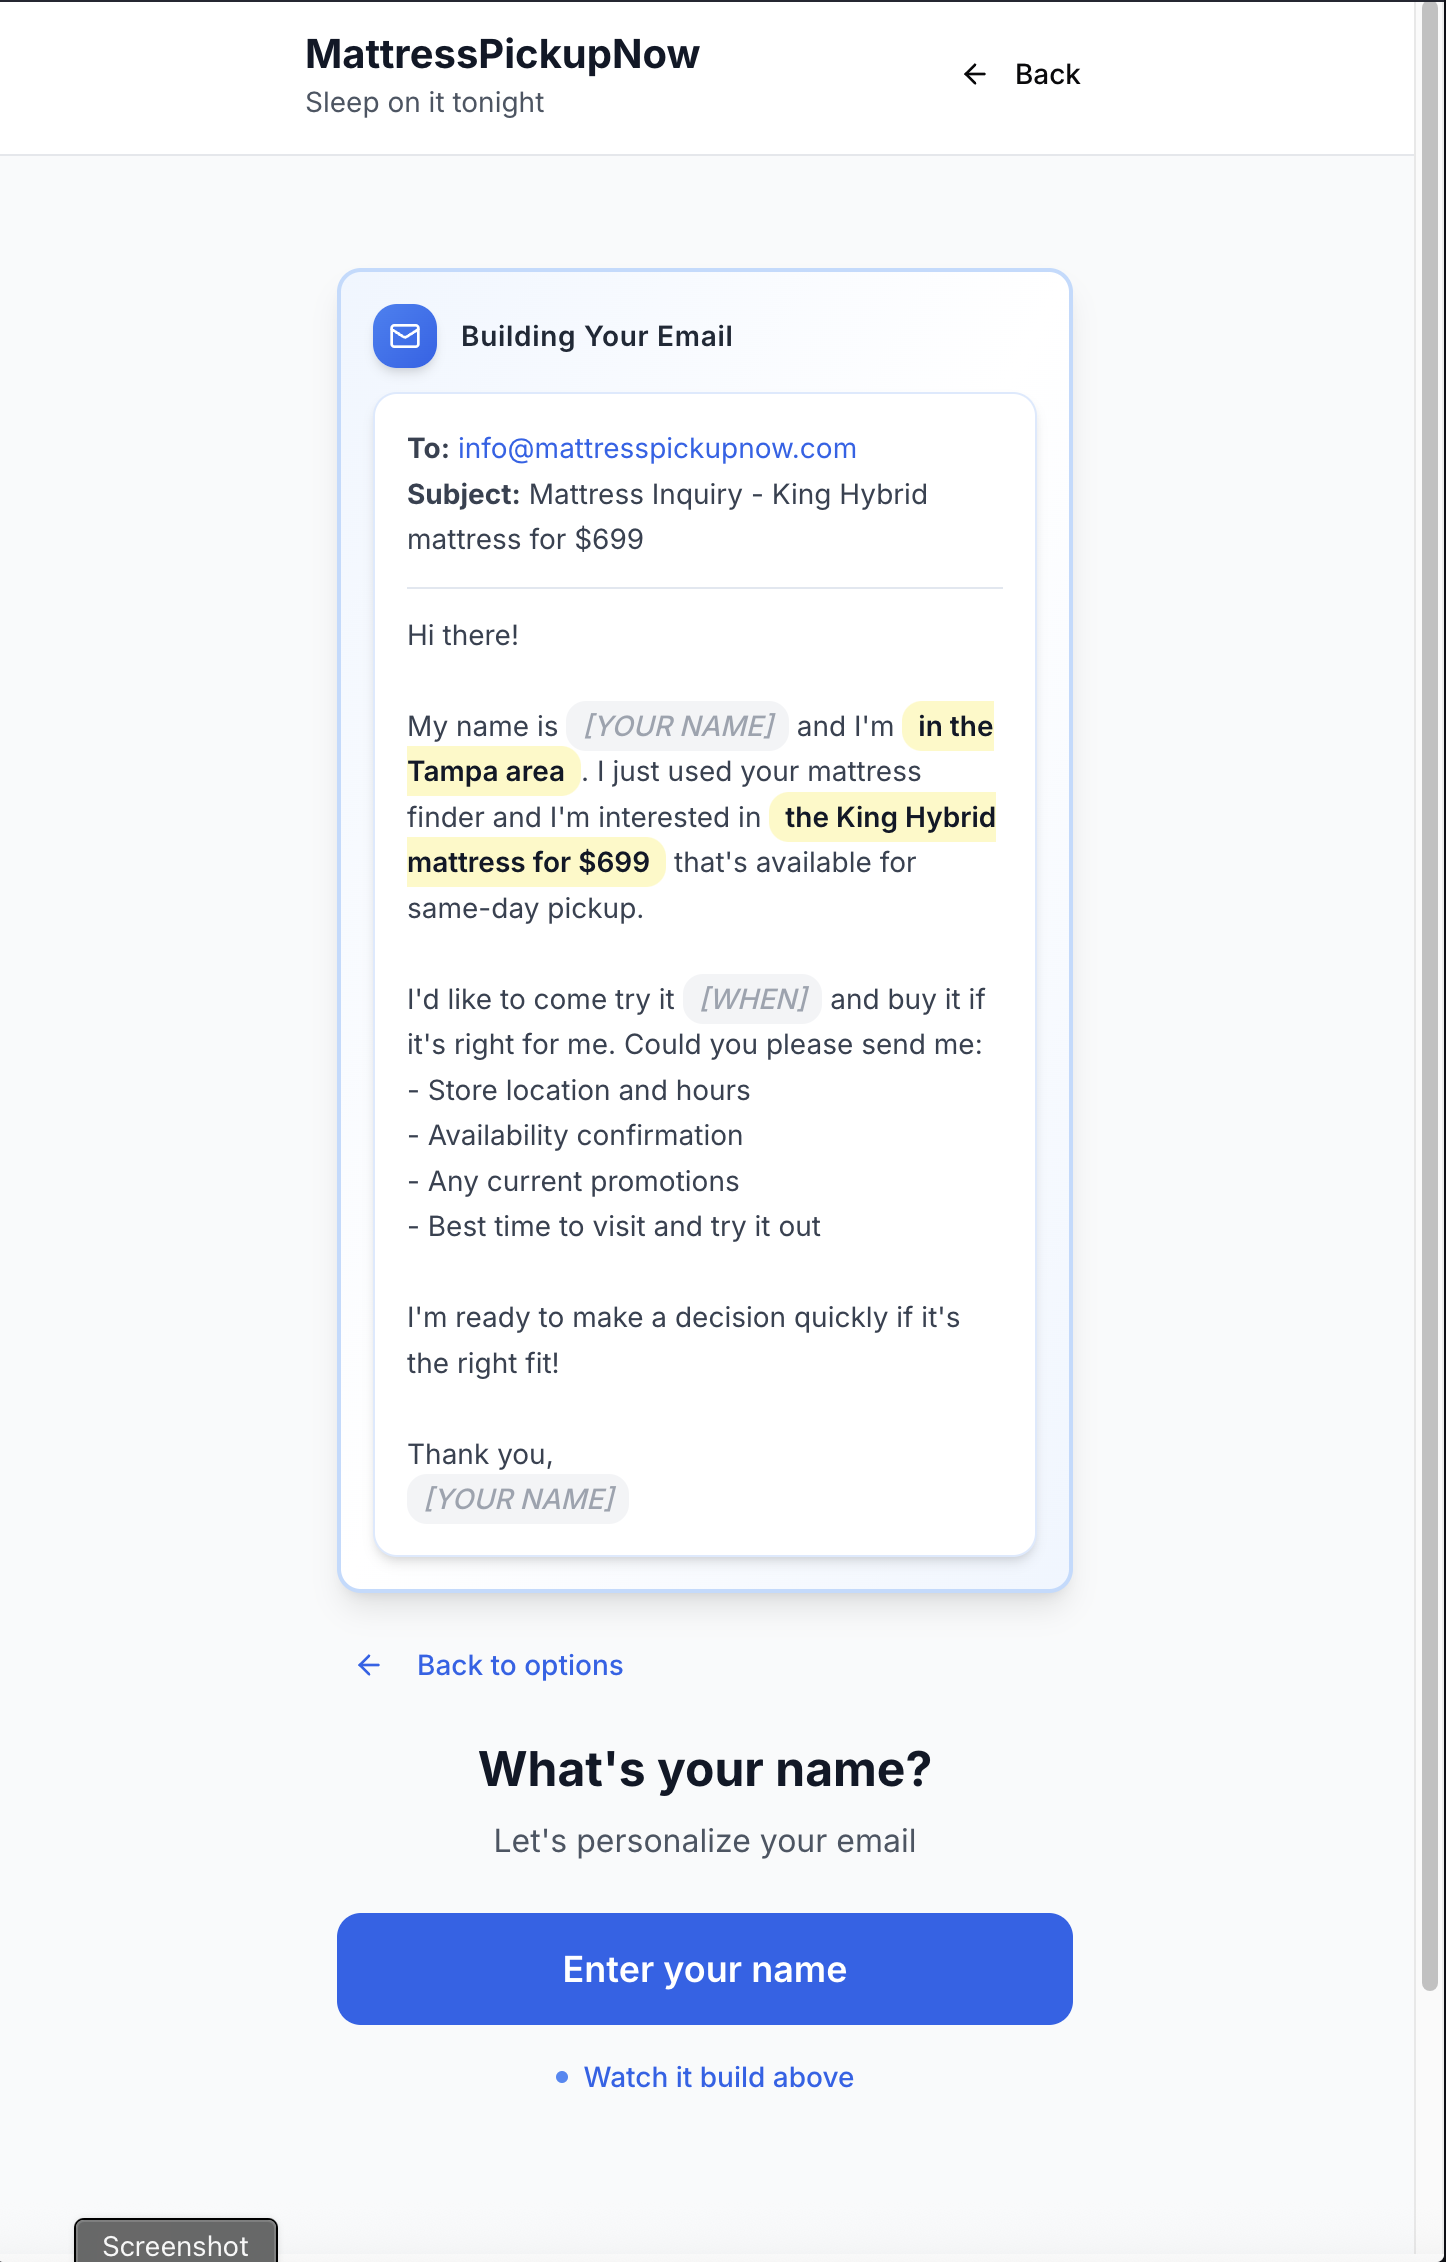 MattressPickupNow
Sleep on it tonight
← Back
Building Your Email
To: info@mattresspickupnow.com
Subject: Mattress Inquiry - King Hybrid
mattress for $699
Hi there!
My name is [YOUR NAME] and I'm in the
Tampa area . I just used your mattress
finder and I'm interested in the King Hybrid
mattress for $699 that's available for
same-day pickup.
I'd like to come try it [WHEN] and buy it if
it's right for me. Could you please send me:
- Store location and hours
- Availability confirmation
- Any current promotions
- Best time to visit and try it out
I'm ready to make a decision quickly if it's
the right fit!
Thank you,
[YOUR NAME]
← Back to options
What's your name?
Let's personalize your email
Enter your name
• Watch it build above
Screenshot